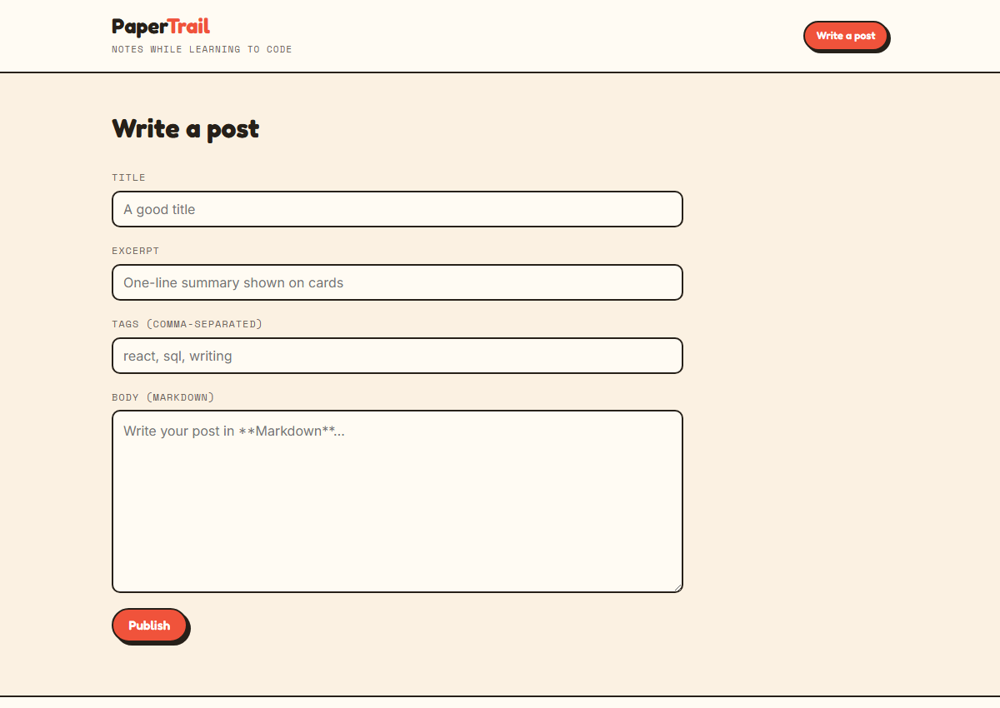 PaperTrail
NOTES WHILE LEARNING TO CODE
Write a post
Write a post
TITLE
A good title
EXCERPT
One-line summary shown on cards
TAGS (COMMA-SEPARATED)
react, sql, writing
BODY (MARKDOWN)
Write your post in **Markdown**...
Publish